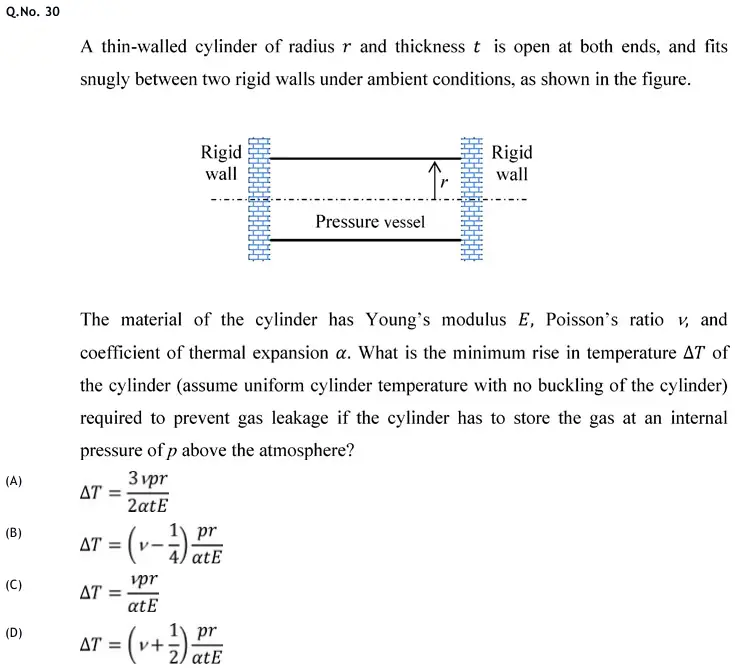 Q.No. 30
A thin-walled cylinder of radius r and thickness t is open at both ends, and fits
snugly between two rigid walls under ambient conditions, as shown in the figure.
Rigid wall
Rigid wall
r
Pressure vessel
The material of the cylinder has Young's modulus E, Poisson's ratio ν, and
coefficient of thermal expansion α. What is the minimum rise in temperature ΔT of
the cylinder (assume uniform cylinder temperature with no buckling of the cylinder)
required to prevent gas leakage if the cylinder has to store the gas at an internal
pressure of p above the atmosphere?
(A) ΔT = 3νpr / 2αtE
(B) ΔT = (ν − 1/4) pr / αtE
(C) ΔT = νpr / αtE
(D) ΔT = (ν + 1/2) pr / αtE